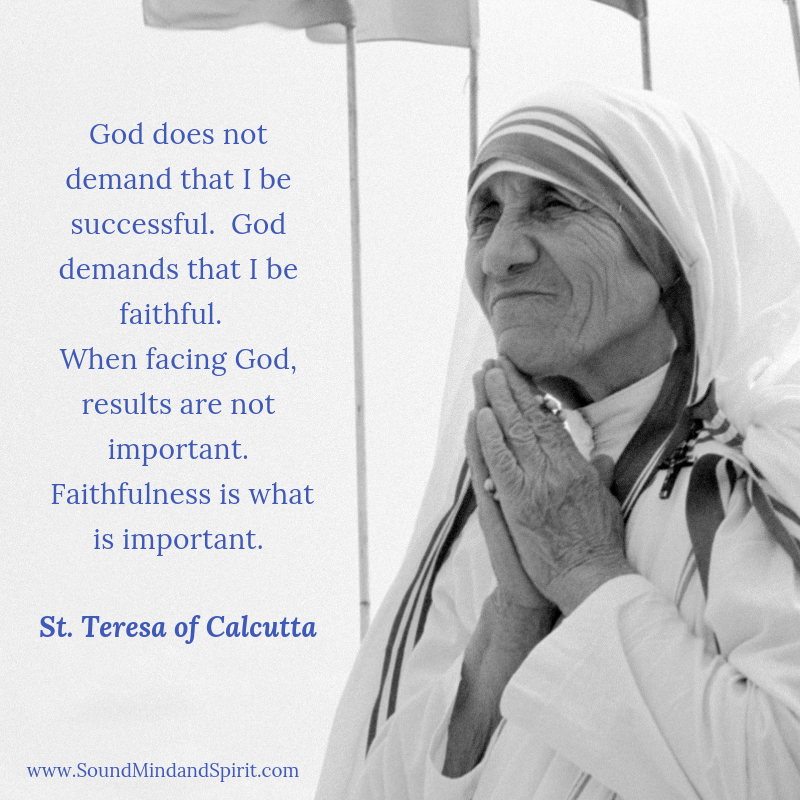 God does not
demand that I be
successful.  God
demands that I be
faithful.
When facing God,
results are not
important.
Faithfulness is what
is important.
St. Teresa of Calcutta
www.SoundMindandSpirit.com